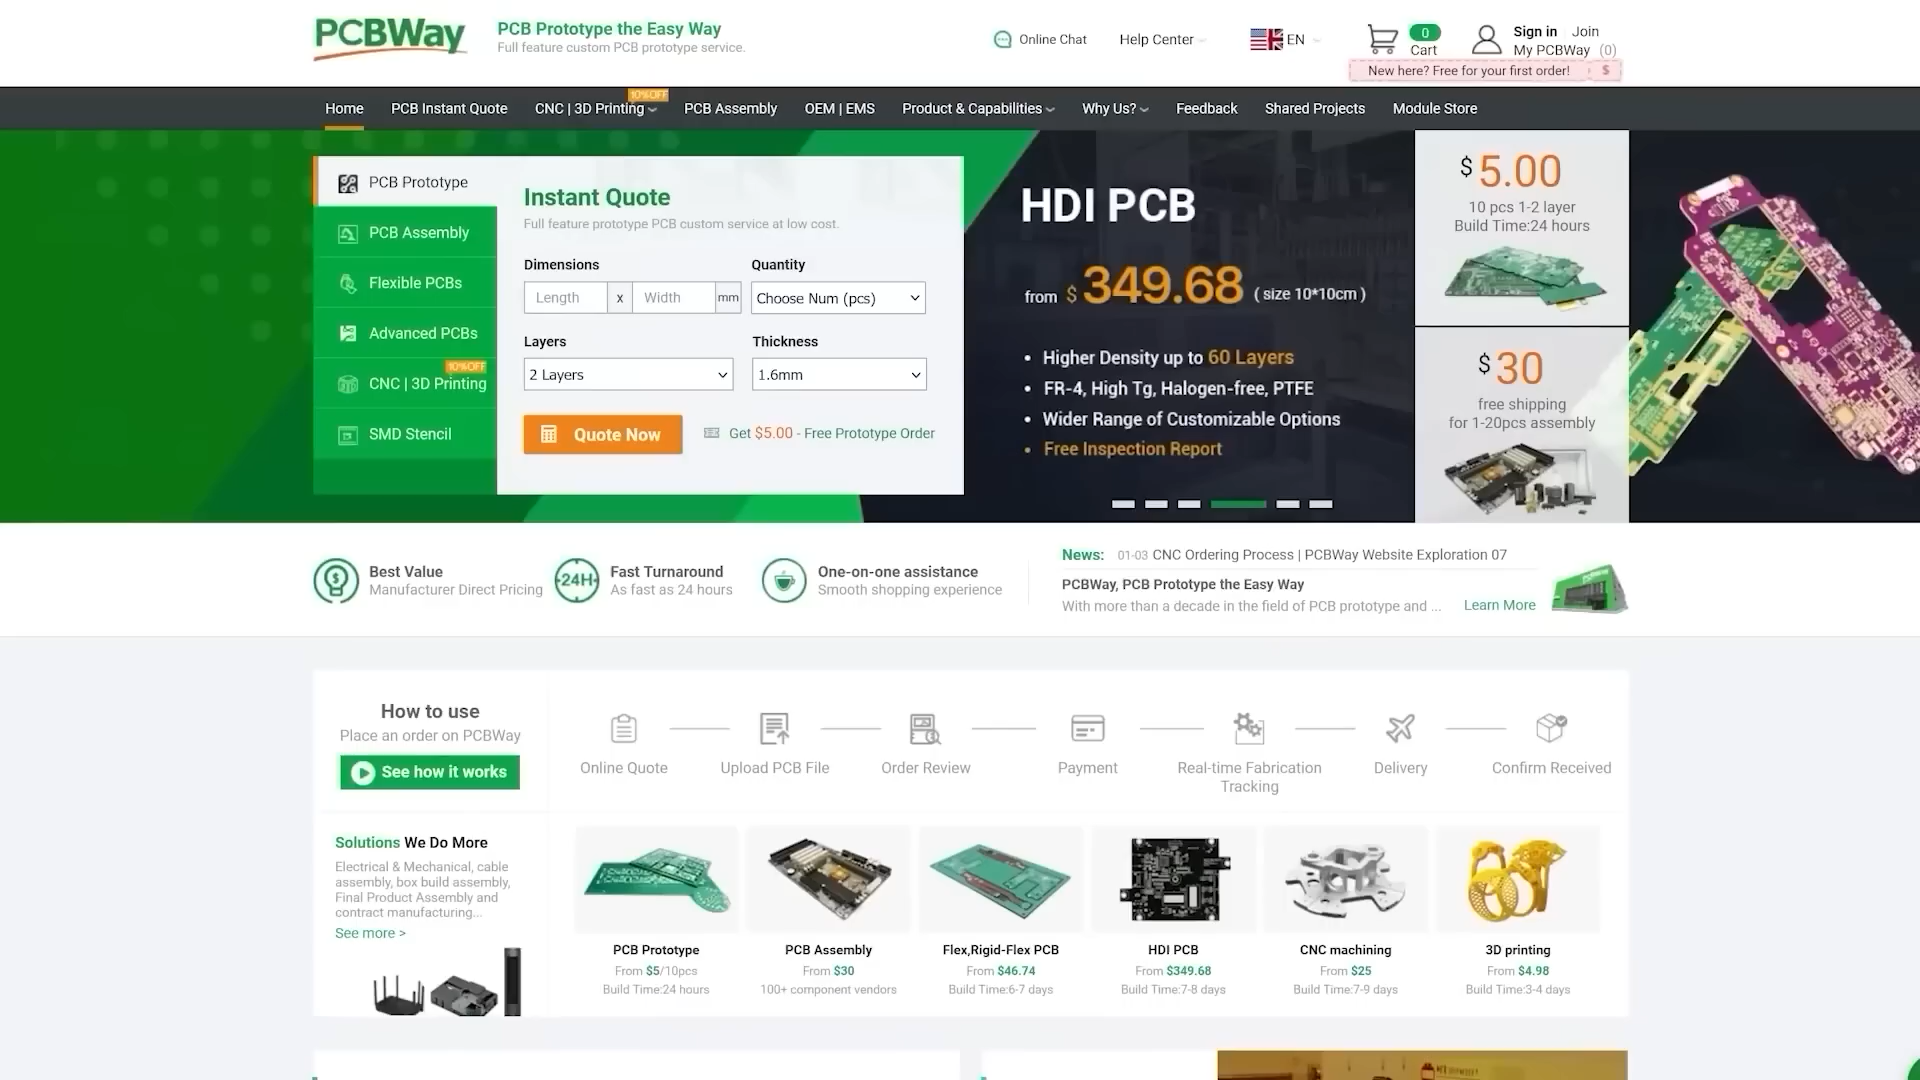 PCBWay
PCB Prototype the Easy Way
Full feature custom PCB prototype service.
Online Chat
Help Center
EN
0
Cart
Sign in
Join
My PCBWay (0)
New here? Free for your first order!
$
Home
PCB Instant Quote
CNC | 3D Printing
10%OFF
PCB Assembly
OEM | EMS
Product & Capabilities
Why Us?
Feedback
Shared Projects
Module Store
PCB Prototype
PCB Assembly
Flexible PCBs
Advanced PCBs
10%OFF
CNC | 3D Printing
SMD Stencil
Instant Quote
Full feature prototype PCB custom service at low cost.
Dimensions
Quantity
Length
x
Width
mm
Choose Num (pcs)
Layers
Thickness
2 Layers
1.6mm
Quote Now
Get $5.00 - Free Prototype Order
HDI PCB
from $349.68 ( size 10*10cm )
• Higher Density up to 60 Layers
• FR-4, High Tg, Halogen-free, PTFE
• Wider Range of Customizable Options
• Free Inspection Report
$5.00
10 pcs 1-2 layer
Build Time:24 hours
$30
free shipping
for 1-20pcs assembly
Best Value
Manufacturer Direct Pricing
24H
Fast Turnaround
As fast as 24 hours
One-on-one assistance
Smooth shopping experience
News:
01-03 CNC Ordering Process | PCBWay Website Exploration 07
PCBWay, PCB Prototype the Easy Way
With more than a decade in the field of PCB prototype and ...
Learn More
How to use
Place an order on PCBWay
See how it works
Online Quote
Upload PCB File
Order Review
Payment
Real-time Fabrication
Tracking
Delivery
Confirm Received
Solutions We Do More
Electrical & Mechanical, cable
assembly, box build assembly,
Final Product Assembly and
contract manufacturing...
See more >
PCB Prototype
From $5/10pcs
Build Time:24 hours
PCB Assembly
From $30
100+ component vendors
Flex,Rigid-Flex PCB
From $46.74
Build Time:6-7 days
HDI PCB
From $349.68
Build Time:7-8 days
CNC machining
From $25
Build Time:7-9 days
3D printing
From $4.98
Build Time:3-4 days